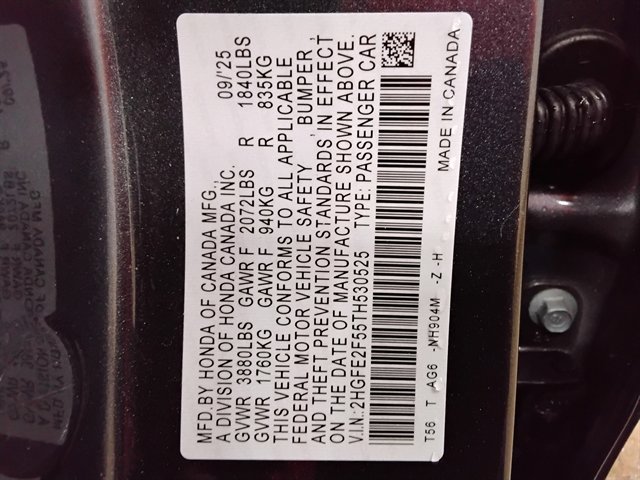 MFD.BY HONDA OF CANADA MFG.,
A DIVISION OF HONDA CANADA INC. 09/'25
GVWR 3880LBS GAWR F 2072LBS R 1840LBS
GVWR 1760KG GAWR F 940KG R 835KG
THIS VEHICLE CONFORMS TO ALL APPLICABLE
FEDERAL MOTOR VEHICLE SAFETY , BUMPER,
AND THEFT PREVENTION STANDARDS IN EFFECT
ON THE DATE OF MANUFACTURE SHOWN ABOVE.
V.I.N.: 2HGFE2F55TH530525 TYPE: PASSENGER CAR
T56 T AG6 -NH904M -Z -H MADE IN CANADA